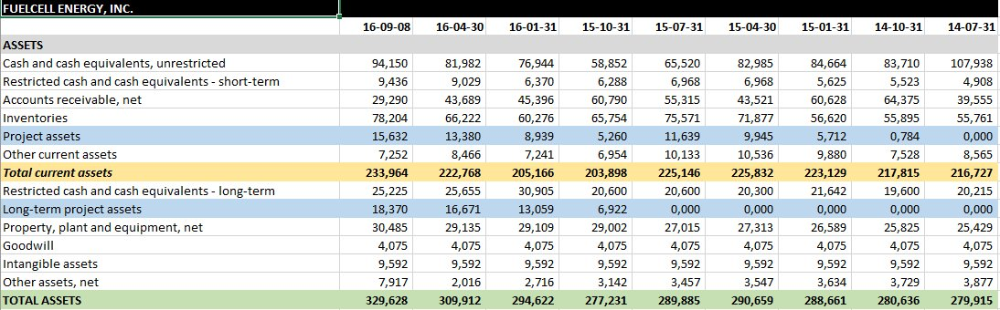 FUELCELL ENERGY, INC.
16-09-08 16-04-30 16-01-31 15-10-31 15-07-31 15-04-30 15-01-31 14-10-31 14-07-31
ASSETS
Cash and cash equivalents, unrestricted 94,150 81,982 76,944 58,852 65,520 82,985 84,664 83,710 107,938
Restricted cash and cash equivalents - short-term 9,436 9,029 6,370 6,288 6,968 6,968 5,625 5,523 4,908
Accounts receivable, net 29,290 43,689 45,396 60,790 55,315 43,521 60,628 64,375 39,555
Inventories 78,204 66,222 60,276 65,754 75,571 71,877 56,620 55,895 55,761
Project assets 15,632 13,380 8,939 5,260 11,639 9,945 5,712 0,784 0,000
Other current assets 7,252 8,466 7,241 6,954 10,133 10,536 9,880 7,528 8,565
Total current assets 233,964 222,768 205,166 203,898 225,146 225,832 223,129 217,815 216,727
Restricted cash and cash equivalents - long-term 25,225 25,655 30,905 20,600 20,600 20,300 21,642 19,600 20,215
Long-term project assets 18,370 16,671 13,059 6,922 0,000 0,000 0,000 0,000 0,000
Property, plant and equipment, net 30,485 29,135 29,109 29,002 27,015 27,313 26,589 25,825 25,429
Goodwill 4,075 4,075 4,075 4,075 4,075 4,075 4,075 4,075 4,075
Intangible assets 9,592 9,592 9,592 9,592 9,592 9,592 9,592 9,592 9,592
Other assets, net 7,917 2,016 2,716 3,142 3,457 3,547 3,634 3,729 3,877
TOTAL ASSETS 329,628 309,912 294,622 277,231 289,885 290,659 288,661 280,636 279,915